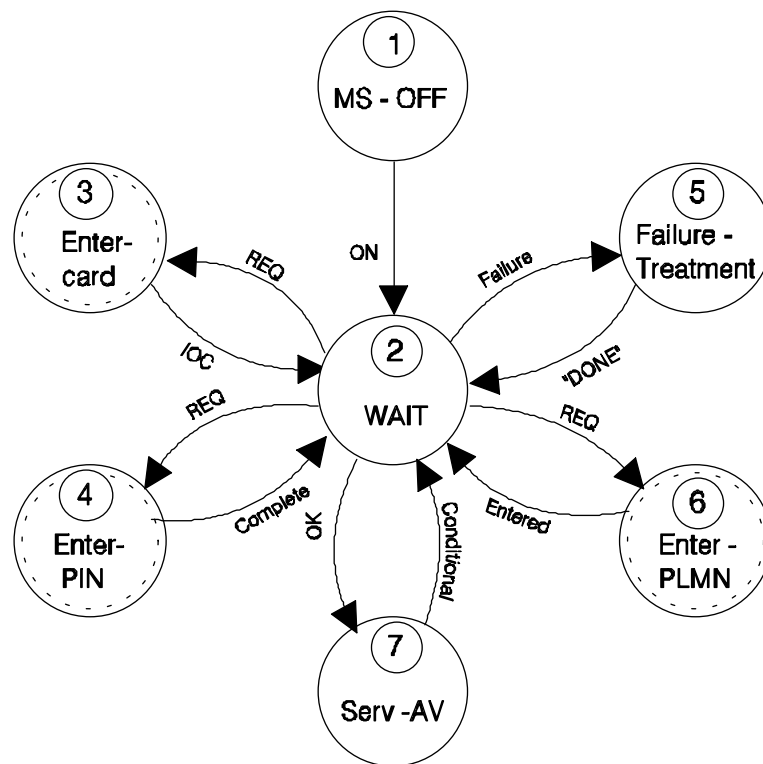 1
MS - OFF
3
Enter-
card
5
Failure -
Treatment
REQ
ON
Failure
IOC
2
WAIT
"DONE"
REQ
REQ
4
Enter-
PIN
Complete
OK
Conditional
Entered
6
Enter -
PLMN
7
Serv -AV